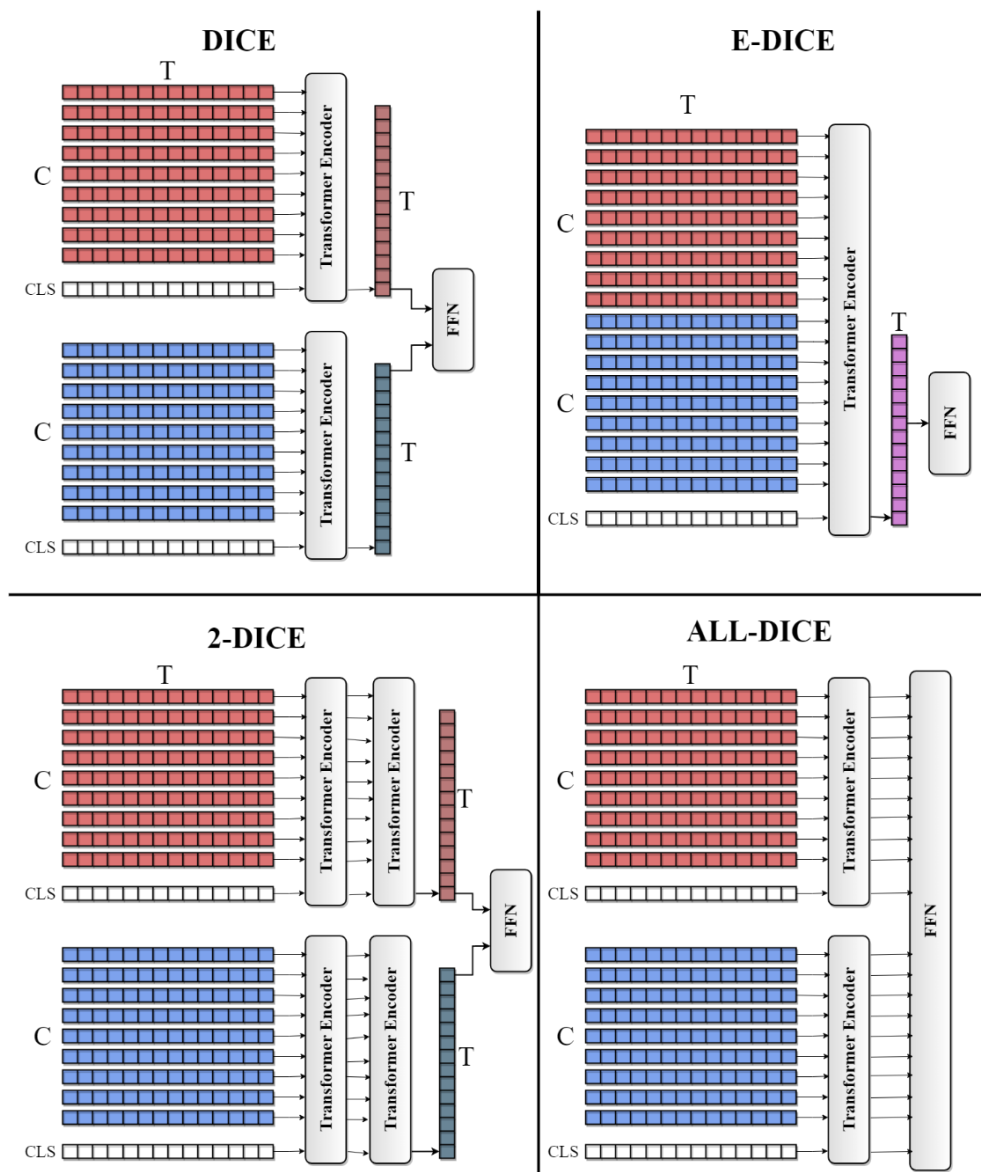 DICE
T
C
CLS
Transformer Encoder
T
FFN
C
CLS
Transformer Encoder
T
E-DICE
T
C
C
CLS
Transformer Encoder
T
FFN
2-DICE
T
C
CLS
Transformer Encoder
Transformer Encoder
T
FFN
C
CLS
Transformer Encoder
Transformer Encoder
T
ALL-DICE
T
C
CLS
Transformer Encoder
FFN
C
CLS
Transformer Encoder